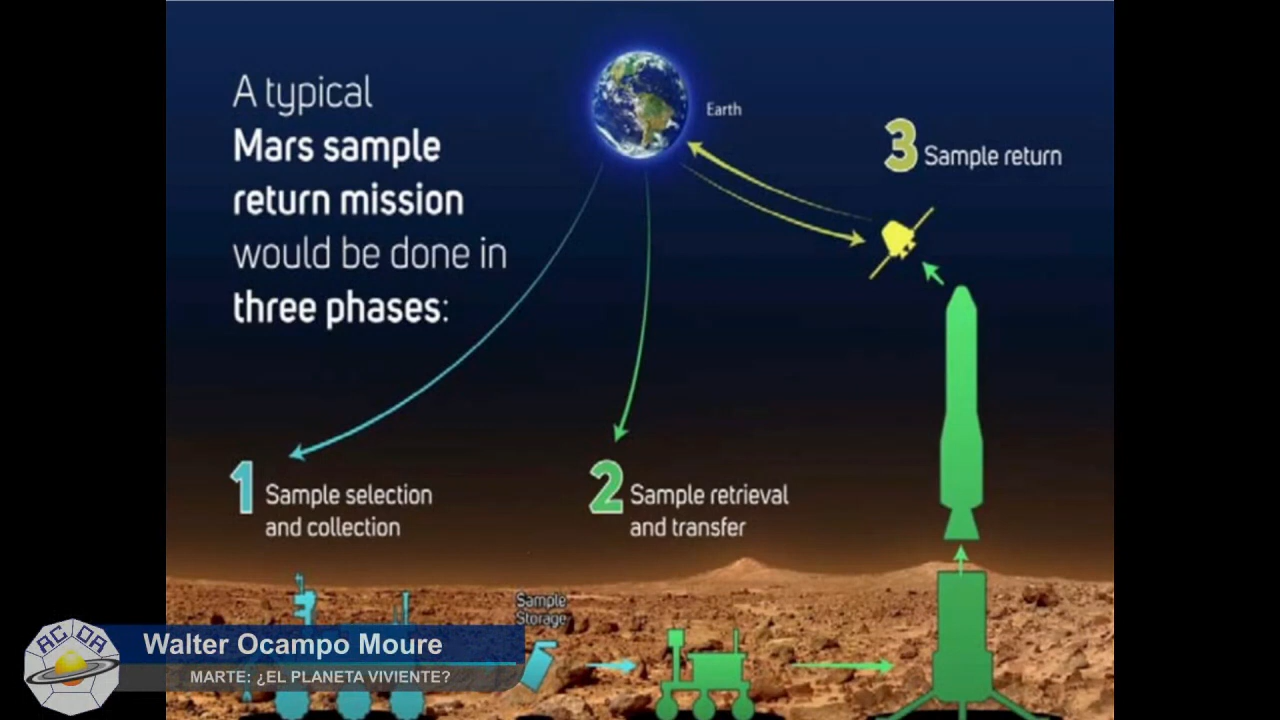 A typical
Mars sample
return mission
would be done in
three phases:
Earth
3 Sample return
1 Sample selection
and collection
2 Sample retrieval
and transfer
Sample
Storage
ACODA
Walter Ocampo Moure
MARTE: ¿EL PLANETA VIVIENTE?